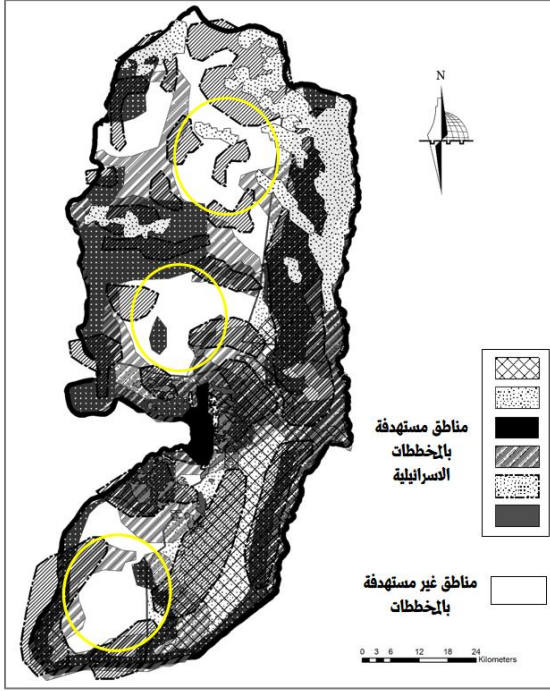 N
مناطق مستهدفة
بالمخططات
الاسرائيلية
مناطق غير مستهدفة
بالمخططات
0 3 6 12 18 24
Kilometers